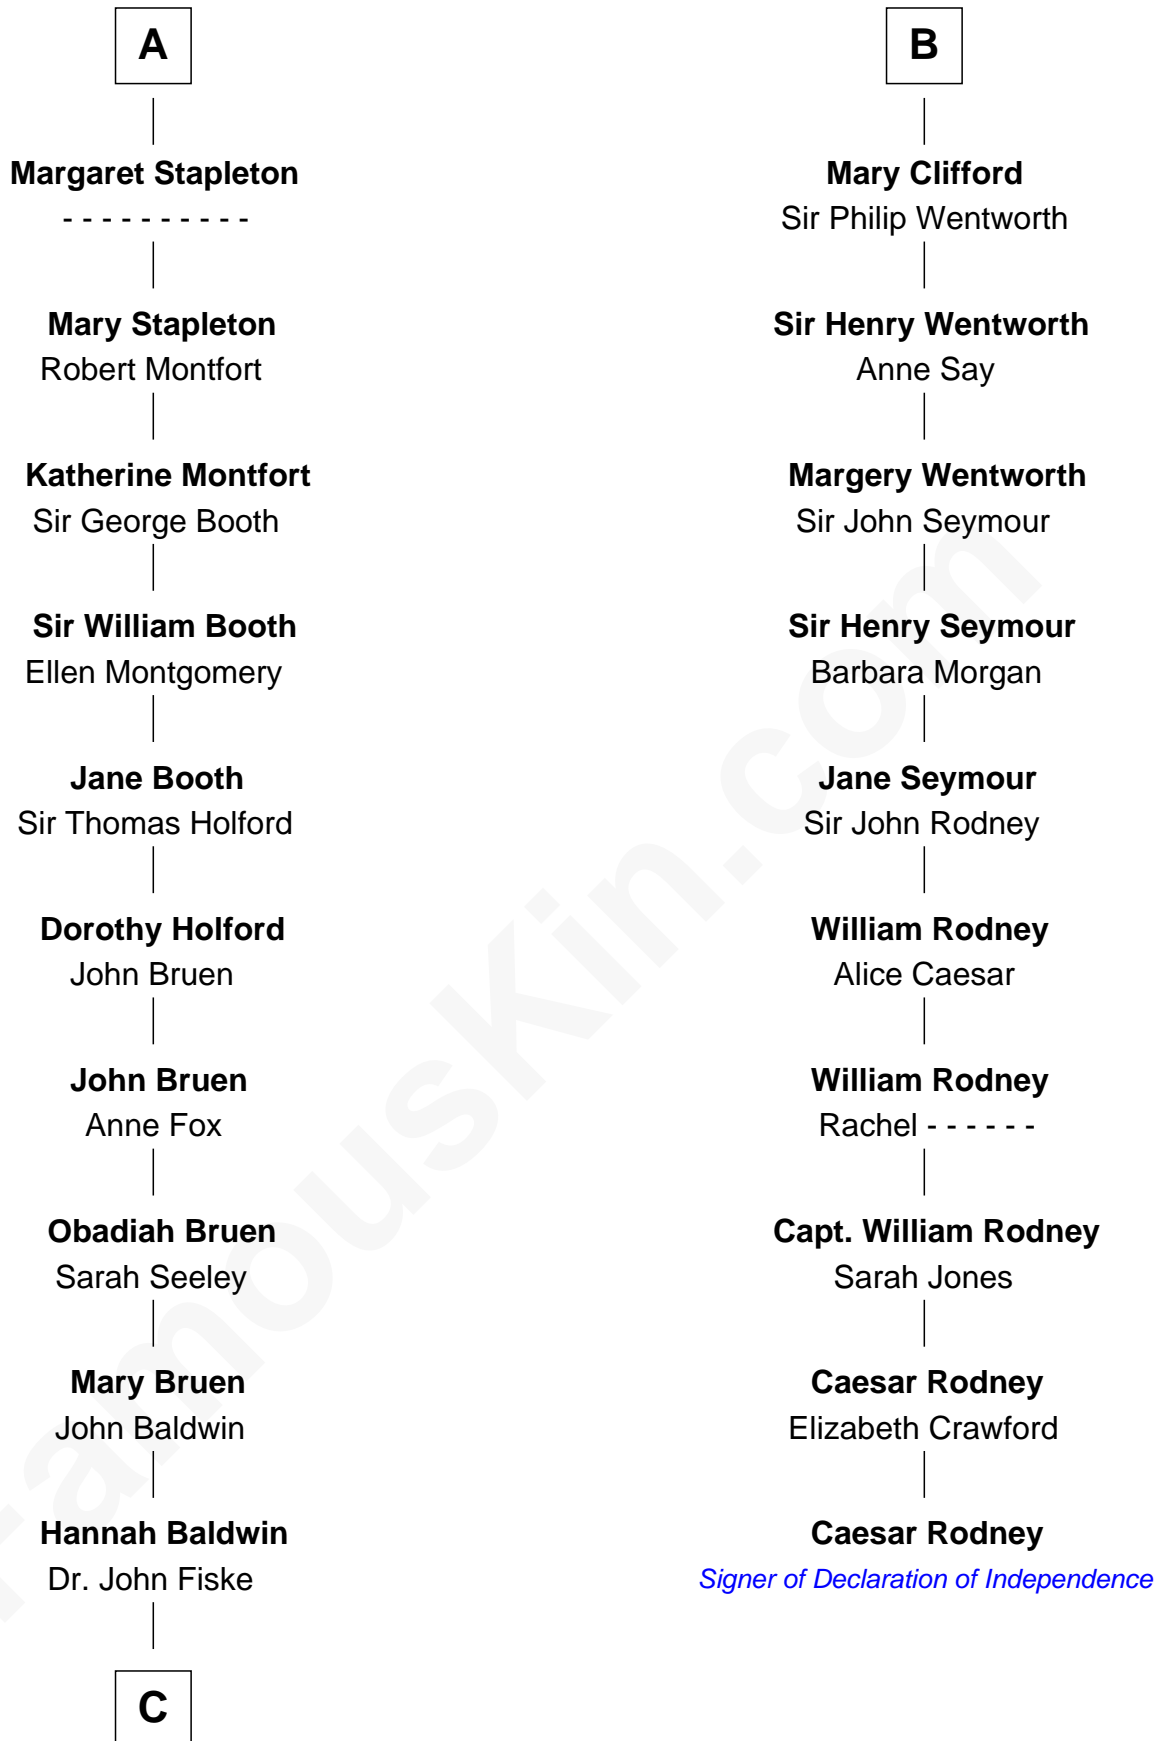 A
Margaret Stapleton
- - - - - - - - - -
Mary Stapleton
Robert Montfort
Katherine Montfort
Sir George Booth
Sir William Booth
Ellen Montgomery
Jane Booth
Sir Thomas Holford
Dorothy Holford
John Bruen
John Bruen
Anne Fox
Obadiah Bruen
Sarah Seeley
Mary Bruen
John Baldwin
Hannah Baldwin
Dr. John Fiske
C
B
Mary Clifford
Sir Philip Wentworth
Sir Henry Wentworth
Anne Say
Margery Wentworth
Sir John Seymour
Sir Henry Seymour
Barbara Morgan
Jane Seymour
Sir John Rodney
William Rodney
Alice Caesar
William Rodney
Rachel - - - - - -
Capt. William Rodney
Sarah Jones
Caesar Rodney
Elizabeth Crawford
Caesar Rodney
Signer of Declaration of Independence
FamousKin.com